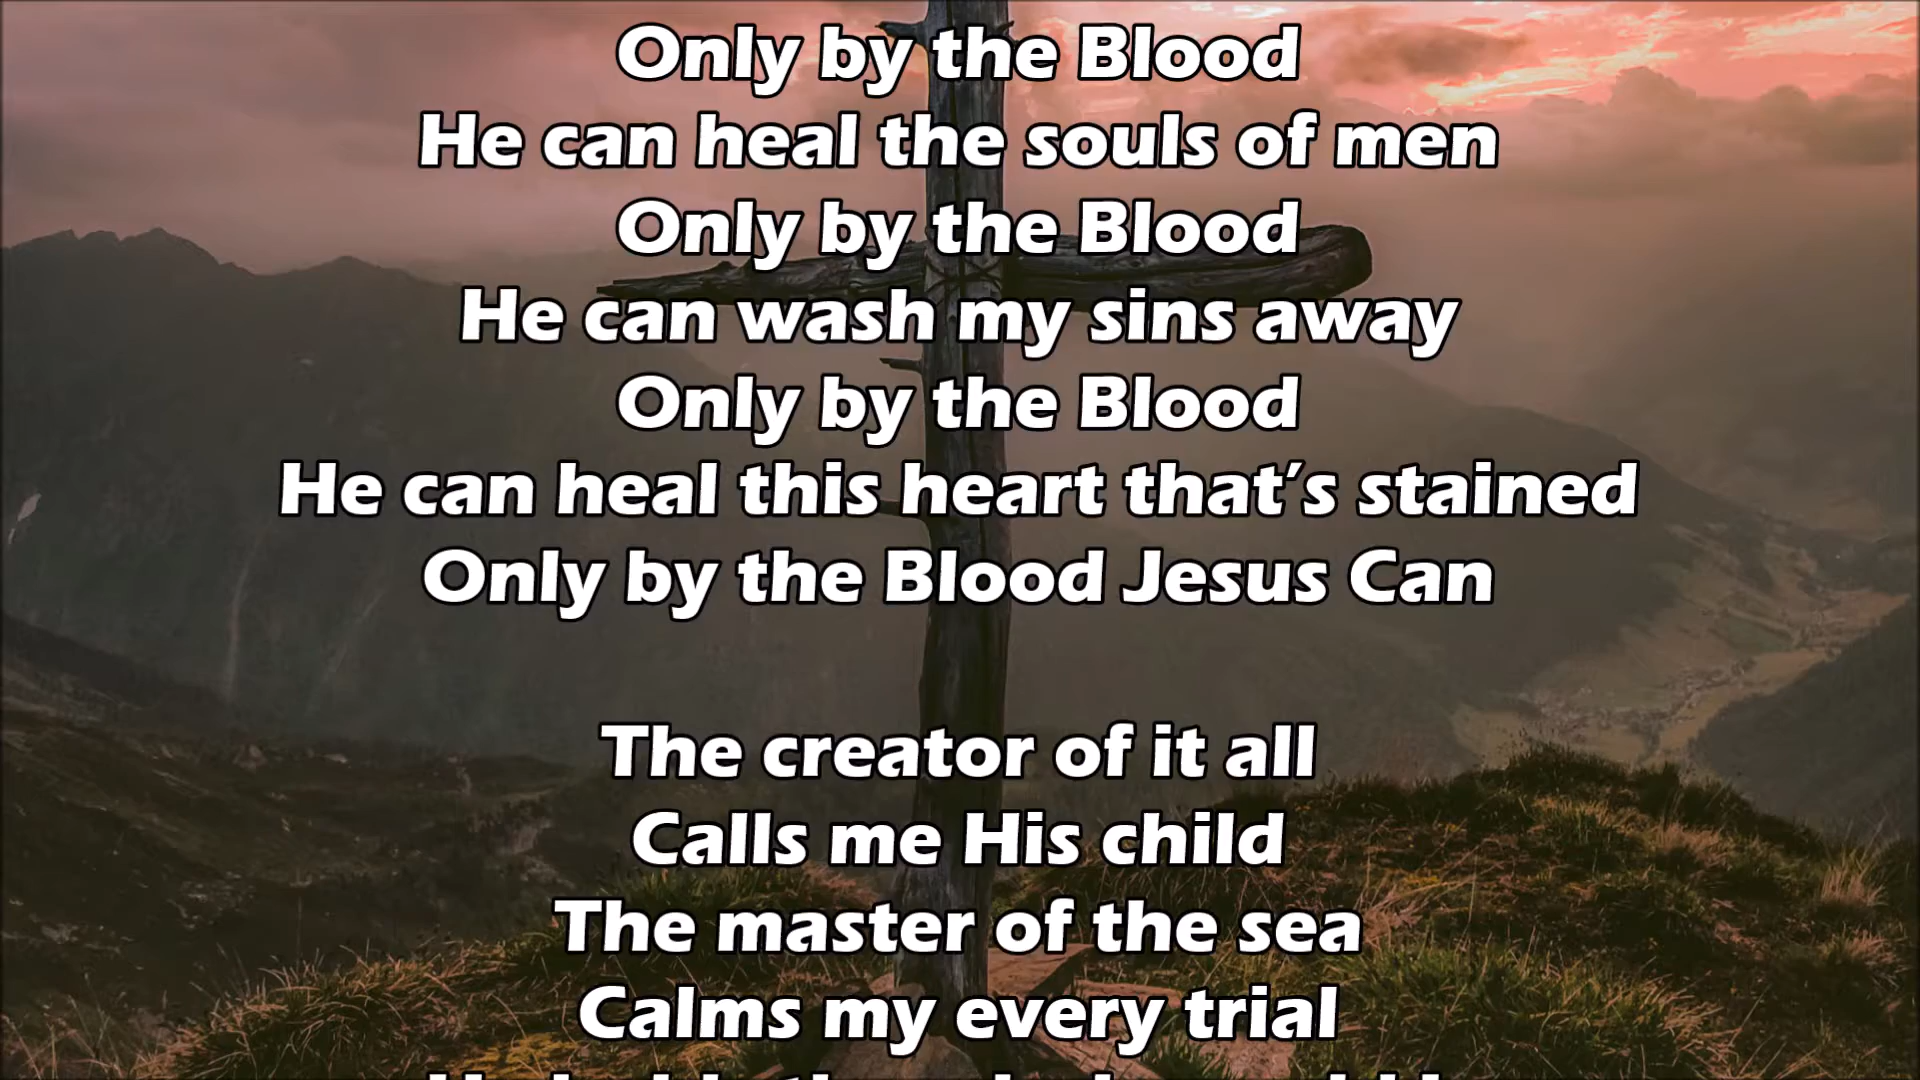 Only by the Blood
He can heal the souls of men
Only by the Blood
He can wash my sins away
Only by the Blood
He can heal this heart that’s stained
Only by the Blood Jesus Can
The creator of it all
Calls me His child
The master of the sea
Calms my every trial